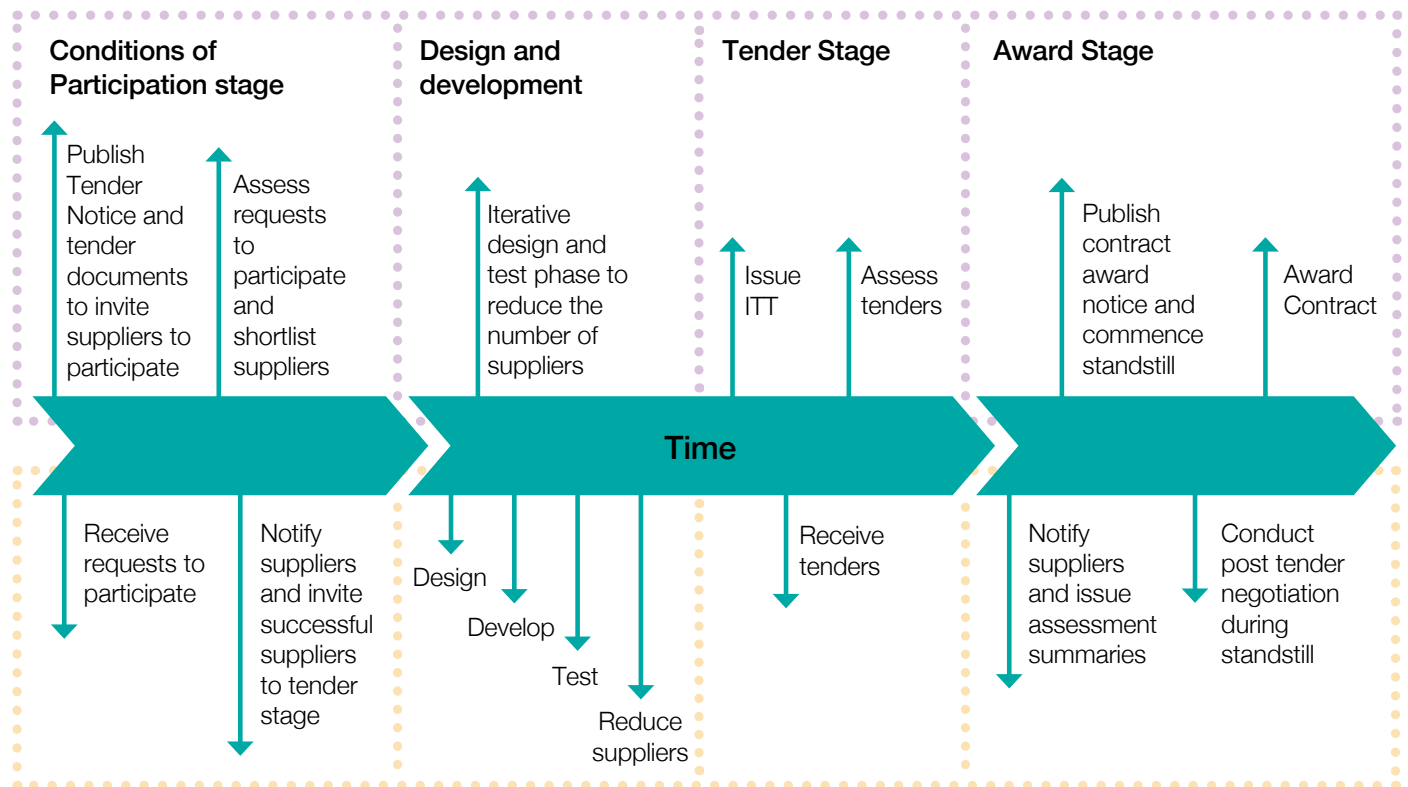 Conditions of
Participation stage
Design and
development
Tender Stage
Award Stage
Publish
Tender
Notice and
tender
documents
to invite
suppliers to
participate
Assess
requests
to
participate
and
shortlist
suppliers
Iterative
design and
test phase to
reduce the
number of
suppliers
Issue
ITT
Assess
tenders
Publish
contract
award
notice and
commence
standstill
Award
Contract
Time
Receive
requests to
participate
Notify
suppliers
and invite
successful
suppliers
to tender
stage
Design
Develop
Test
Reduce
suppliers
Receive
tenders
Notify
suppliers
and issue
assessment
summaries
Conduct
post tender
negotiation
during
standstill